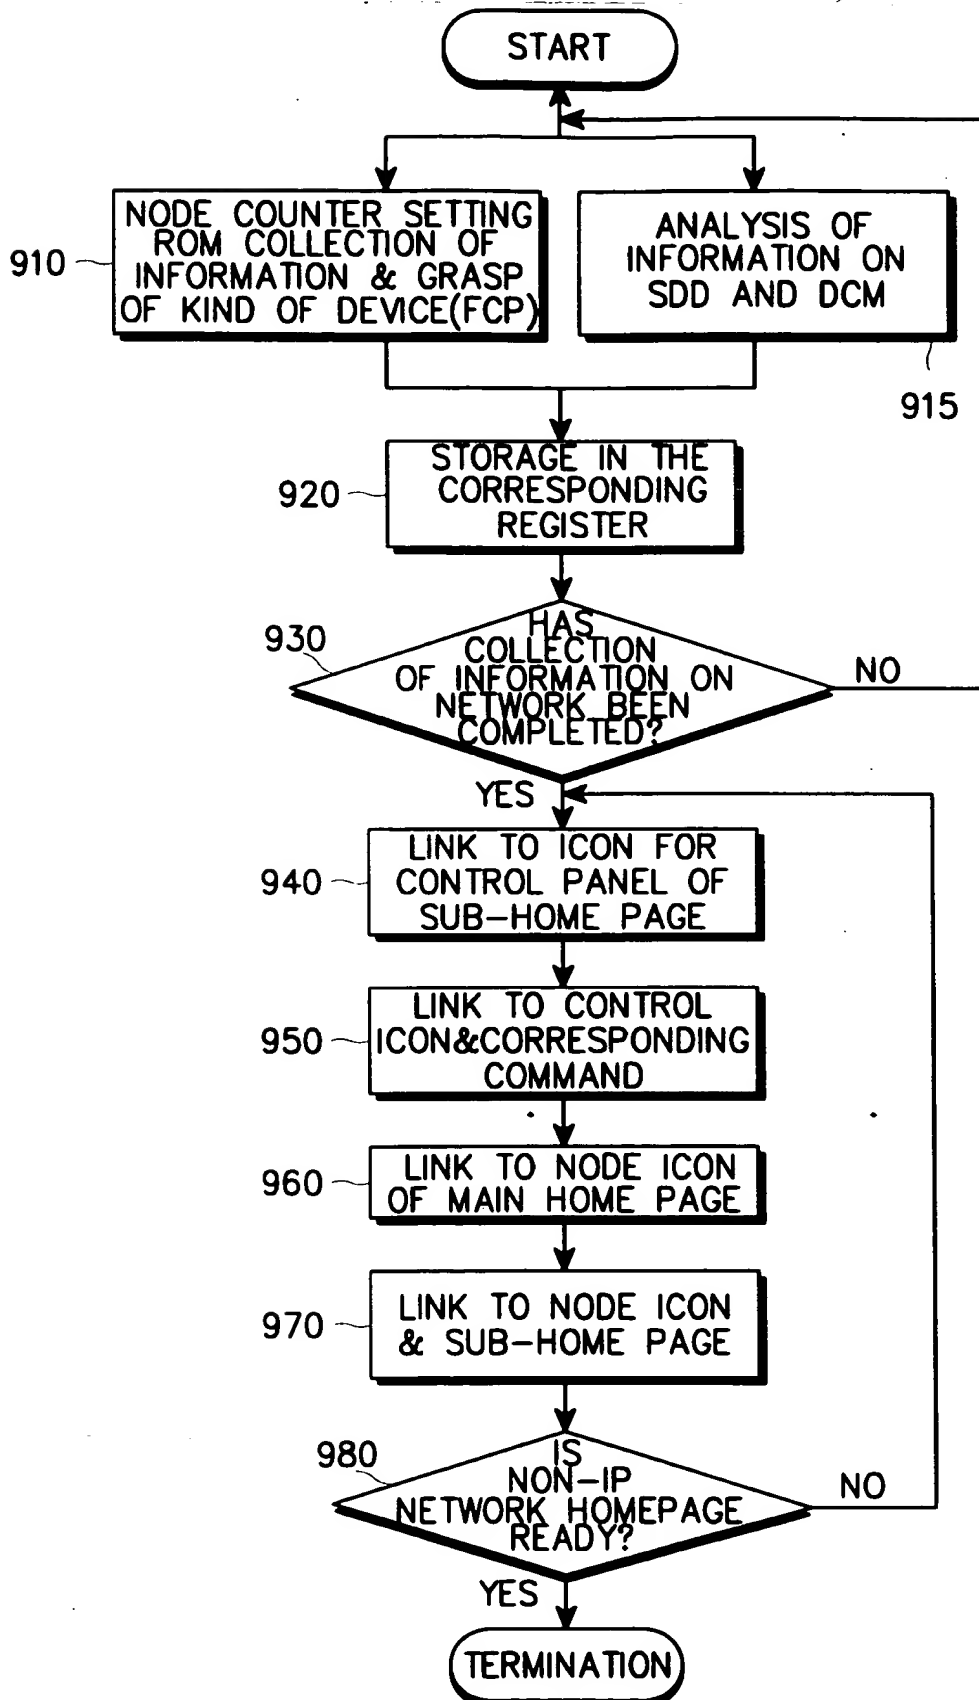 START
NODE COUNTER SETTING
ROM COLLECTION OF
INFORMATION & GRASP
OF KIND OF DEVICE(FCP)
910
ANALYSIS OF
INFORMATION ON
SDD AND DCM
915
STORAGE IN THE
CORRESPONDING
REGISTER
920
HAS
COLLECTION
OF INFORMATION ON
NETWORK BEEN
COMPLETED?
930
NO
YES
LINK TO ICON FOR
CONTROL PANEL OF
SUB-HOME PAGE
940
LINK TO CONTROL
ICON&CORRESPONDING
COMMAND
950
LINK TO NODE ICON
OF MAIN HOME PAGE
960
LINK TO NODE ICON
& SUB-HOME PAGE
970
IS
NON-IP
NETWORK HOMEPAGE
READY?
980
NO
YES
TERMINATION